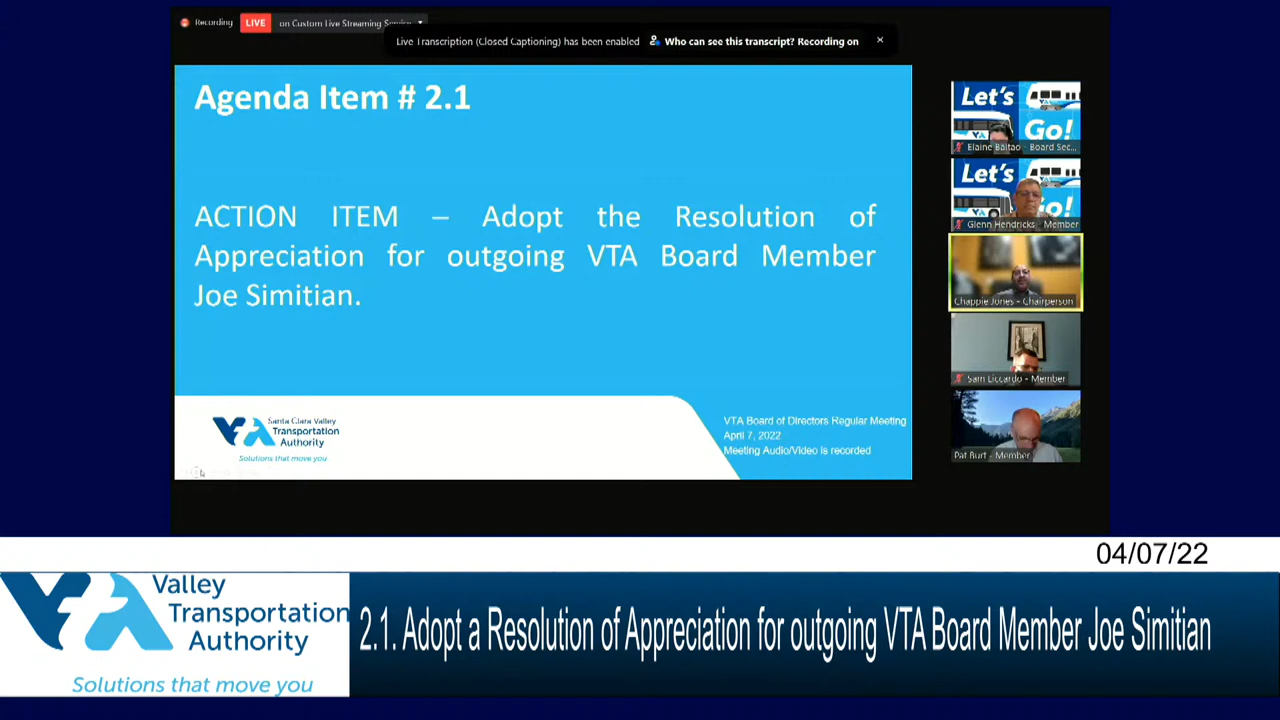 Recording
LIVE
on Custom Live Streaming Service
Live Transcription (Closed Captioning) has been enabled
Who can see this transcript? Recording on
Agenda Item # 2.1
ACTION ITEM – Adopt the Resolution of
Appreciation for outgoing VTA Board Member
Joe Simitian.
VTA
Santa Clara Valley
Transportation
Authority
Solutions that move you
VTA Board of Directors Regular Meeting
April 7, 2022
Meeting Audio/Video is recorded
Let's
Go!
VTA
Elaine Baltao - Board Sec...
Let's
Go!
Glenn Hendricks - Member
Chappie Jones - Chairperson
Sam Liccardo - Member
Pat Burt - Member
04/07/22
VTA
Valley
Transportation
Authority
Solutions that move you
2.1. Adopt a Resolution of Appreciation for outgoing VTA Board Member Joe Simitian